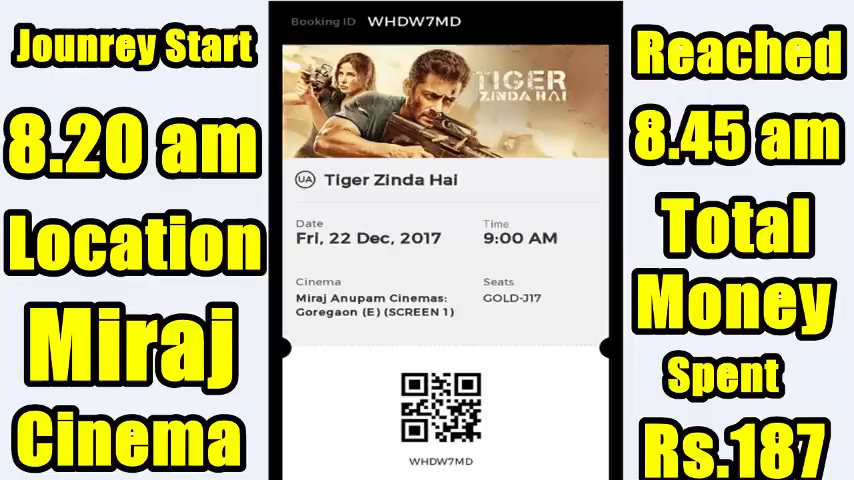 Jounrey Start
8.20 am
Location
Miraj
Cinema
Booking ID WHDW7MD
TIGER
ZINDA HAI
UA Tiger Zinda Hai
Date
Fri, 22 Dec, 2017
Time
9:00 AM
Cinema
Miraj Anupam Cinemas:
Goregaon (E) (SCREEN 1)
Seats
GOLD-J17
WHDW7MD
Reached
8.45 am
Total
Money
Spent
Rs.187